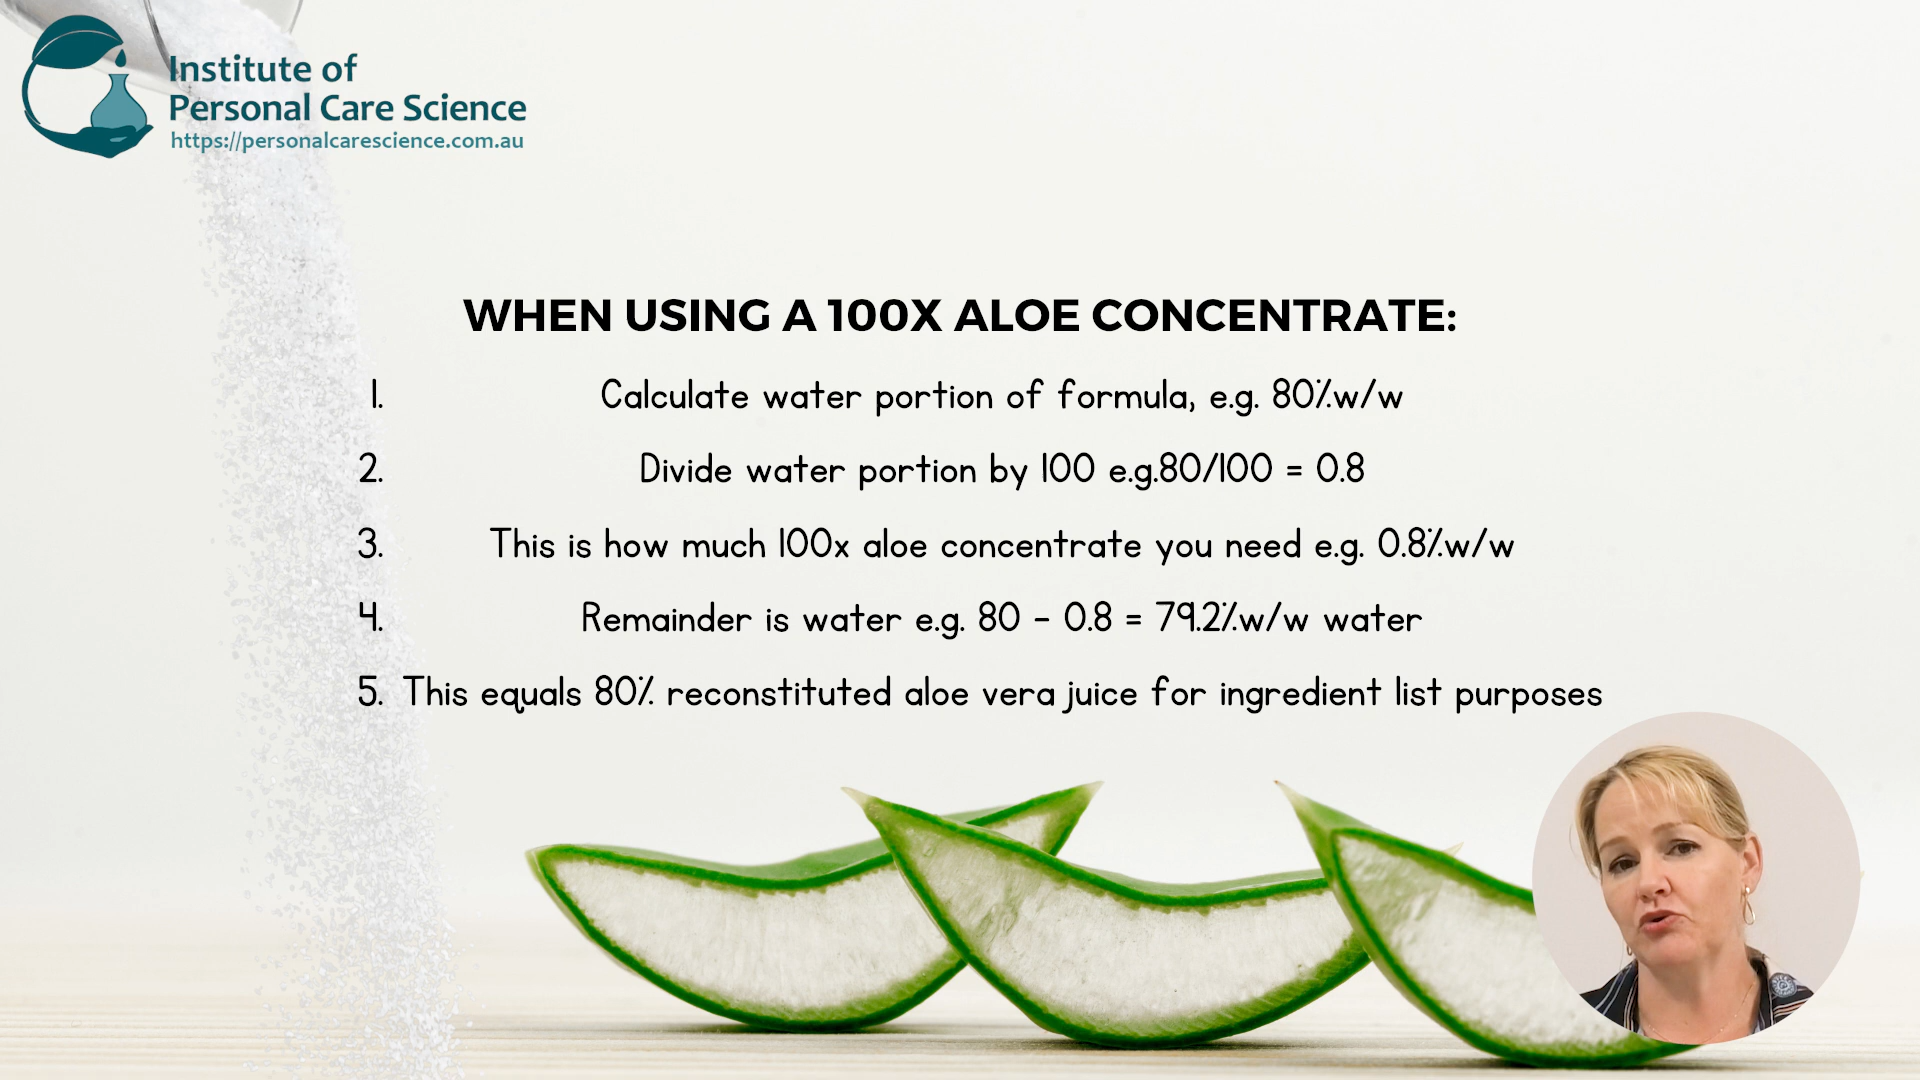 Institute of
Personal Care Science
https://personalcarescience.com.au
WHEN USING A 100X ALOE CONCENTRATE:
1. Calculate water portion of formula, e.g. 80%w/w
2. Divide water portion by 100 e.g.80/100 = 0.8
3. This is how much 100x aloe concentrate you need e.g. 0.8%w/w
4. Remainder is water e.g. 80 - 0.8 = 79.2%w/w water
5. This equals 80% reconstituted aloe vera juice for ingredient list purposes